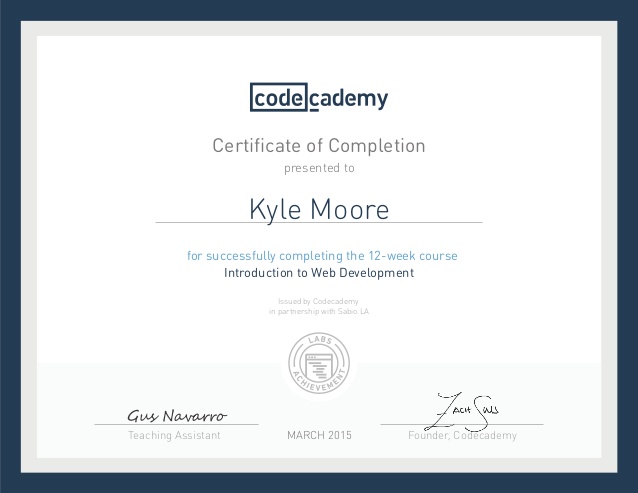 codecademy
Certificate of Completion
presented to
Kyle Moore
for successfully completing the 12-week course
Introduction to Web Development
Issued by Codecademy
in partnership with Sabio LA
LABS
ACHIEVEMENT
Gus Navarro
Zach Sims
Teaching Assistant
MARCH 2015
Founder, Codecademy